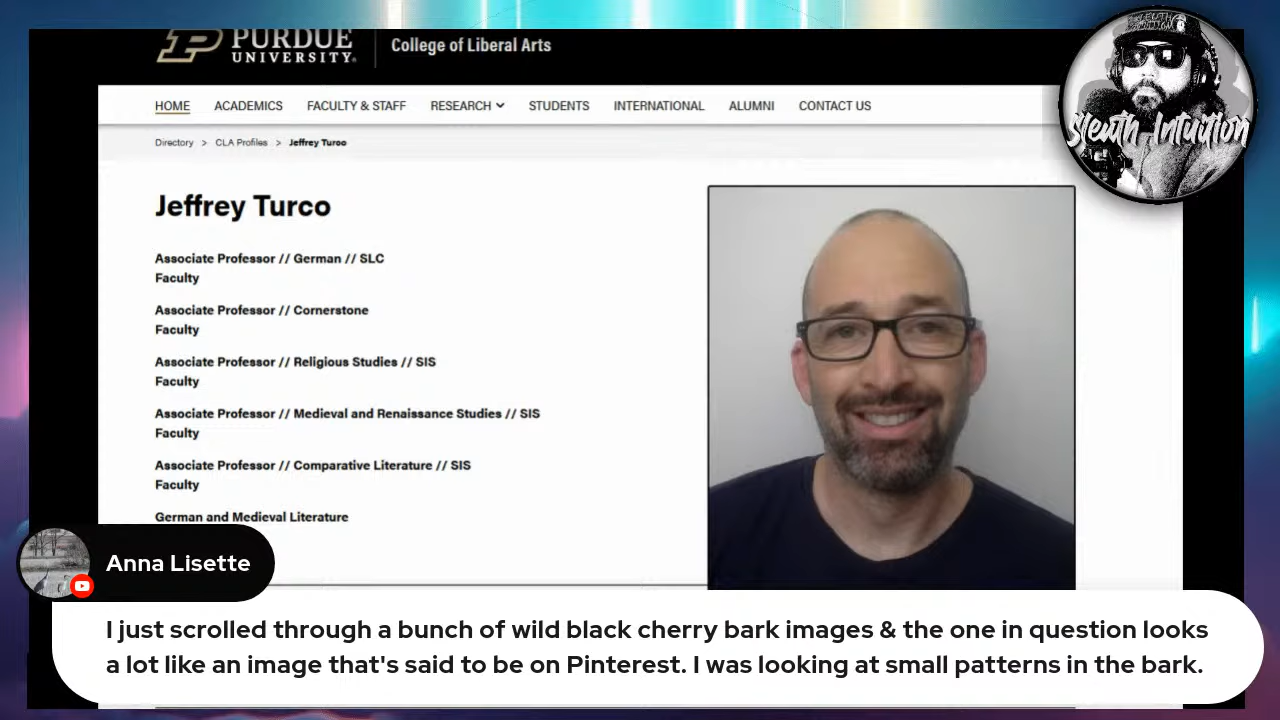 PURDUE
UNIVERSITY®
College of Liberal Arts
HOME ACADEMICS FACULTY & STAFF RESEARCH STUDENTS INTERNATIONAL ALUMNI CONTACT US
Directory > CLA Profiles > Jeffrey Turco
Sleuth Intuition
Jeffrey Turco
Associate Professor // German // SLC
Faculty
Associate Professor // Cornerstone
Faculty
Associate Professor // Religious Studies // SIS
Faculty
Associate Professor // Medieval and Renaissance Studies // SIS
Faculty
Associate Professor // Comparative Literature // SIS
Faculty
German and Medieval Literature
Anna Lisette
I just scrolled through a bunch of wild black cherry bark images & the one in question looks
a lot like an image that's said to be on Pinterest. I was looking at small patterns in the bark.